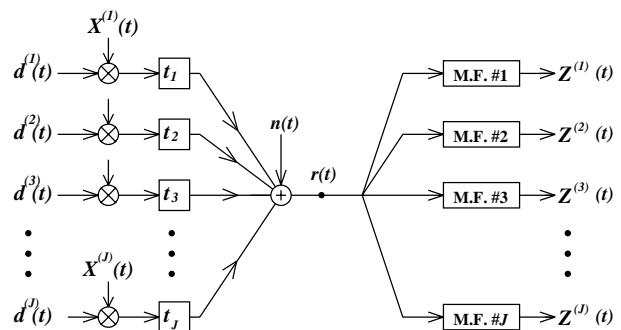 X^(1)(t)
d^(1)(t) t_1 M.F. #1 Z^(1) (t)
d^(2)(t) t_2 n(t) M.F. #2 Z^(2) (t)
r(t)
d^(3)(t) t_3 M.F. #3 Z^(3) (t)
X^(J)(t)
d^(J)(t) t_J M.F. #J Z^(J) (t)